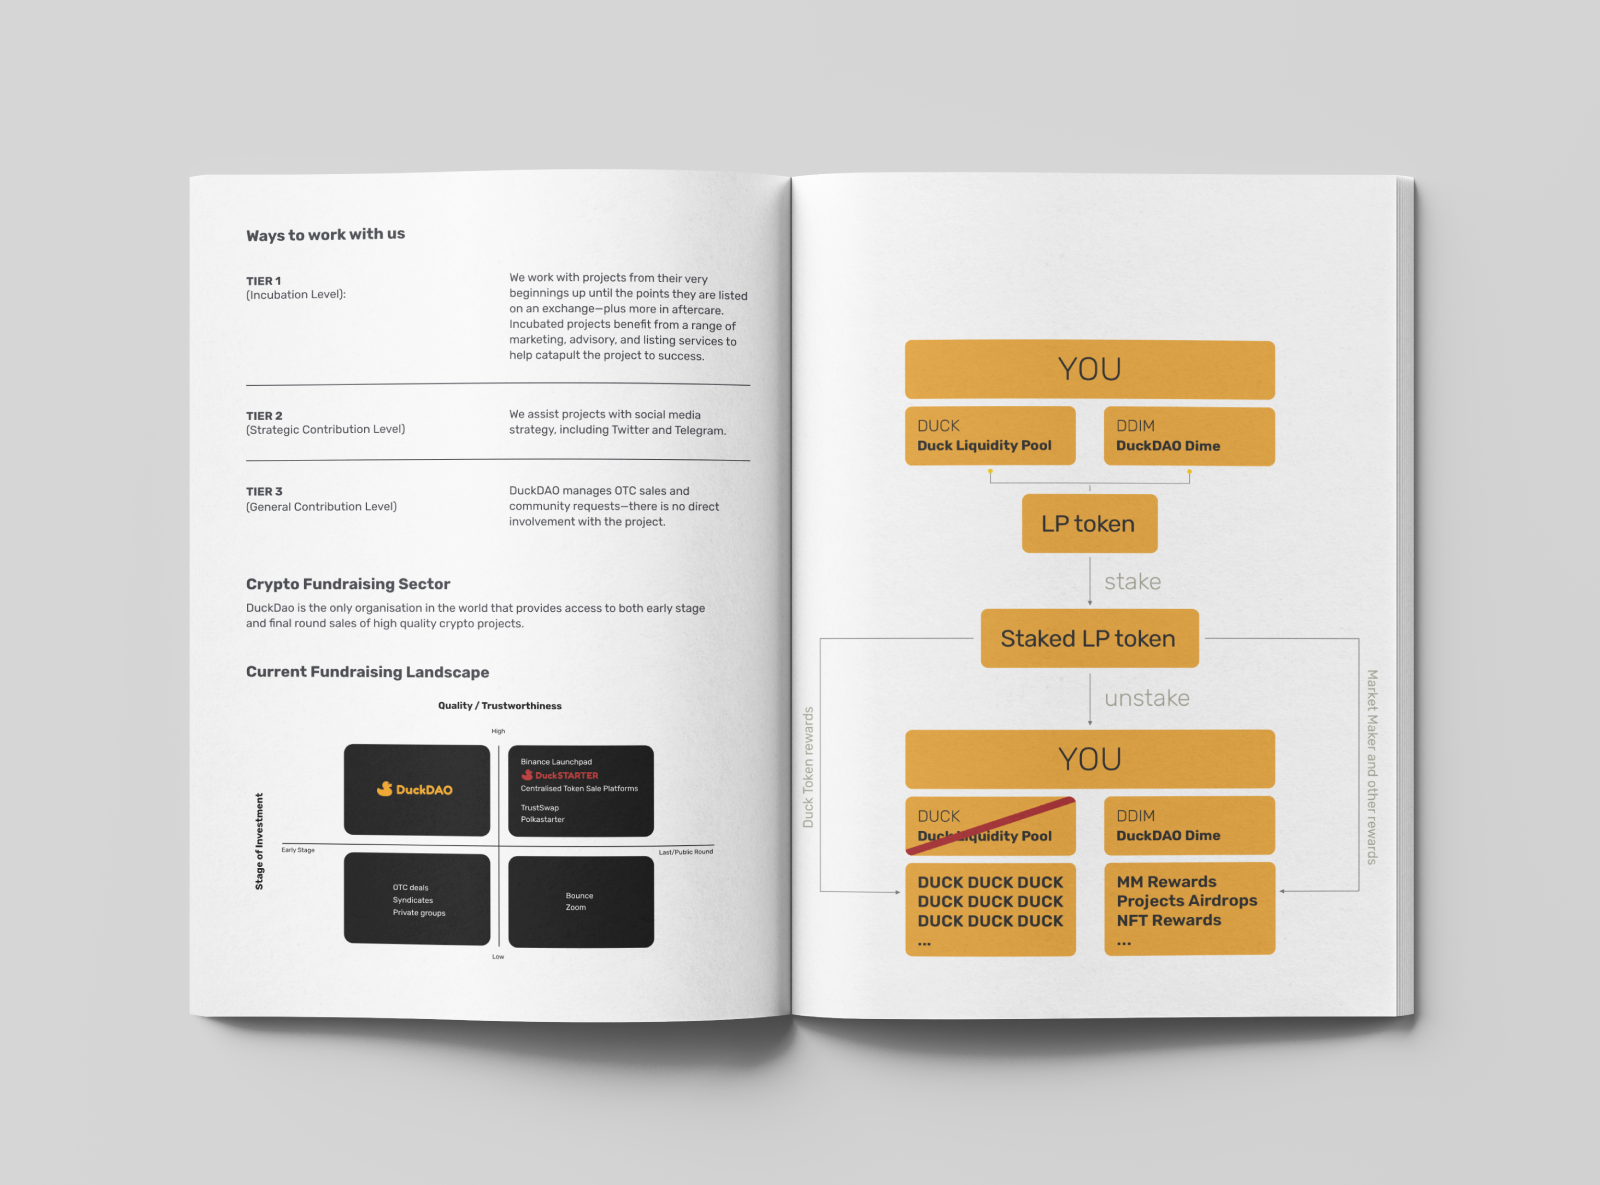 Ways to work with us
TIER 1
(Incubation Level):
We work with projects from their very
beginnings up until the points they are listed
on an exchange—plus more in aftercare.
Incubated projects benefit from a range of
marketing, advisory, and listing services to
help catapult the project to success.
TIER 2
(Strategic Contribution Level)
We assist projects with social media
strategy, including Twitter and Telegram.
TIER 3
(General Contribution Level)
DuckDAO manages OTC sales and
community requests—there is no direct
involvement with the project.
Crypto Fundraising Sector
DuckDao is the only organisation in the world that provides access to both early stage
and final round sales of high quality crypto projects.
Current Fundraising Landscape
Quality / Trustworthiness
High
DuckDAO
Binance Launchpad
DuckSTARTER
Centralised Token Sale Platforms
TrustSwap
Polkastarter
Stage of Investment
Early Stage
Last/Public Round
OTC deals
Syndicates
Private groups
Bounce
Zoom
Low
YOU
DUCK
Duck Liquidity Pool
DDIM
DuckDAO Dime
LP token
stake
Staked LP token
unstake
Duck Token rewards
Market Maker and other rewards
YOU
DUCK
Duck Liquidity Pool
DDIM
DuckDAO Dime
DUCK DUCK DUCK
DUCK DUCK DUCK
DUCK DUCK DUCK
...
MM Rewards
Projects Airdrops
NFT Rewards
...